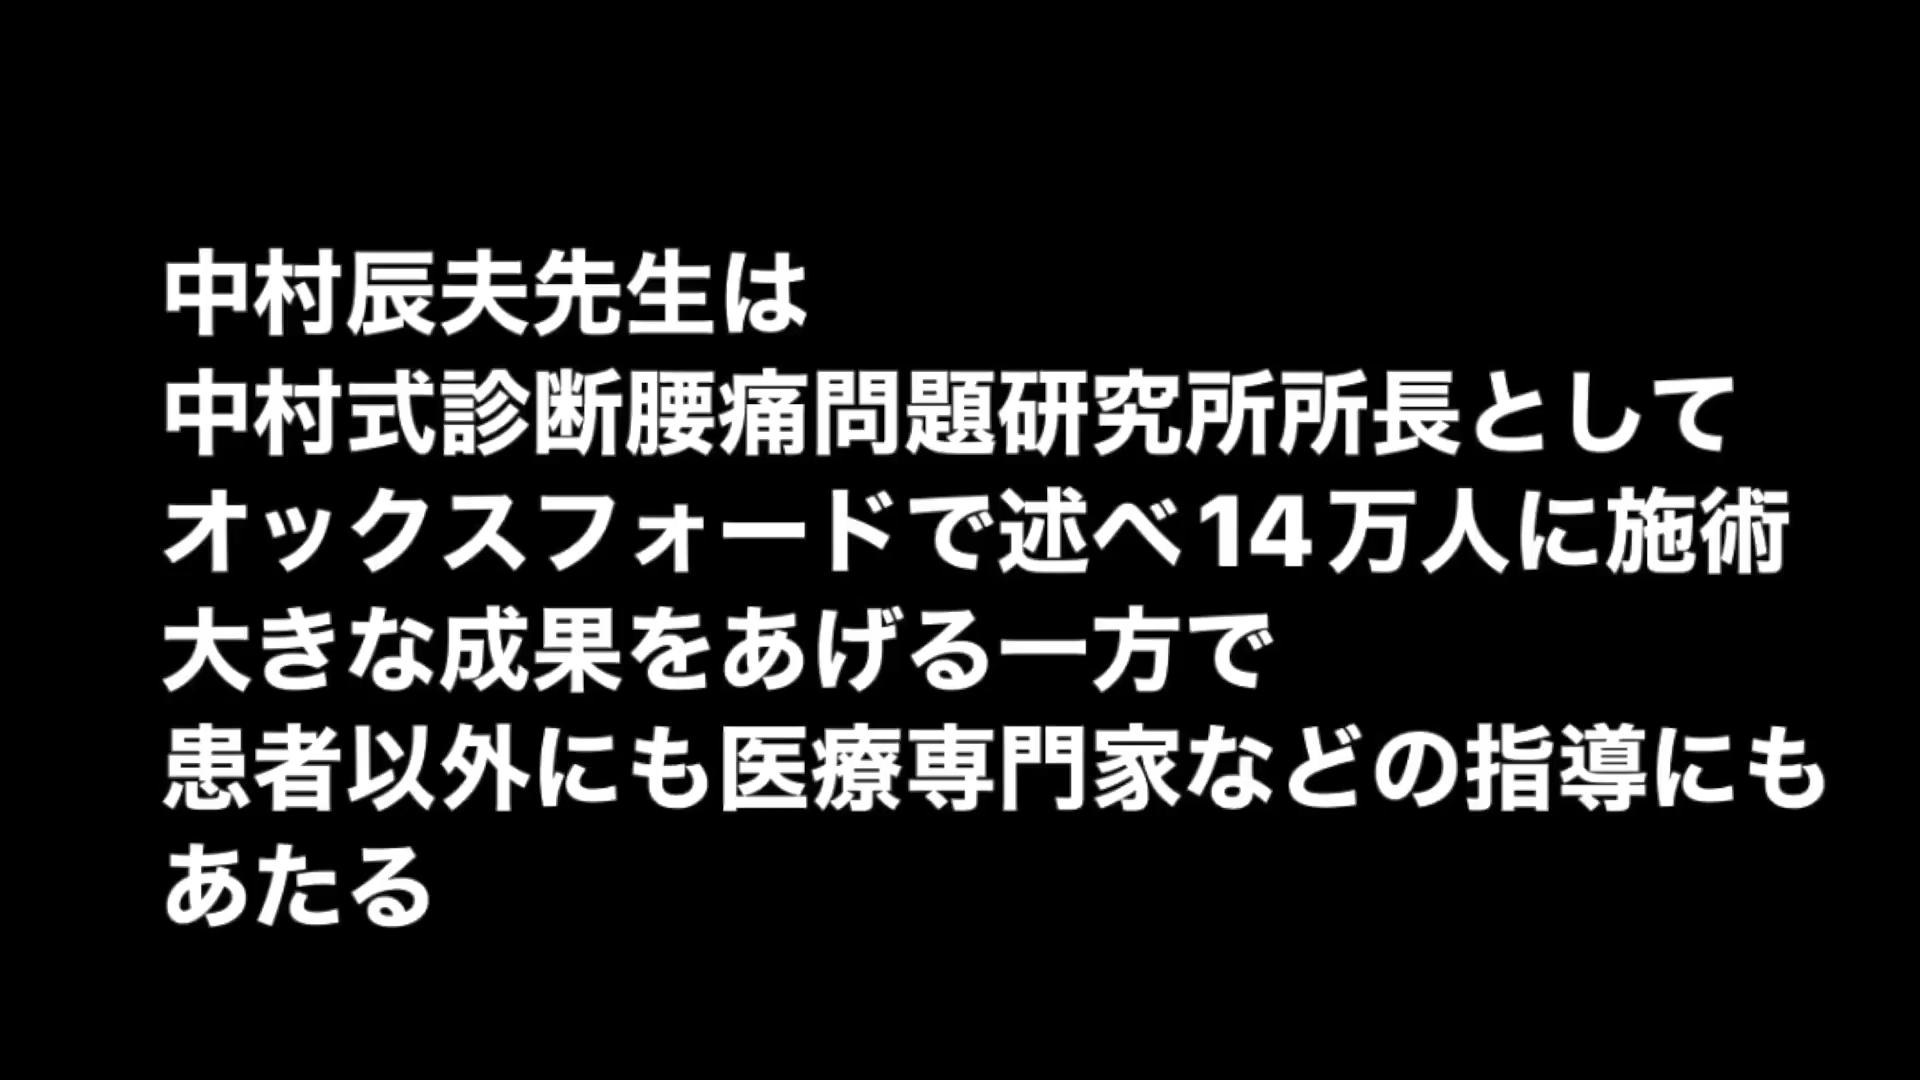 中村辰夫先生は
中村式診断腰痛問題研究所所長として
オックスフォードで述べ14万人に施術
大きな成果をあげる一方で
患者以外にも医療専門家などの指導にも
あたる